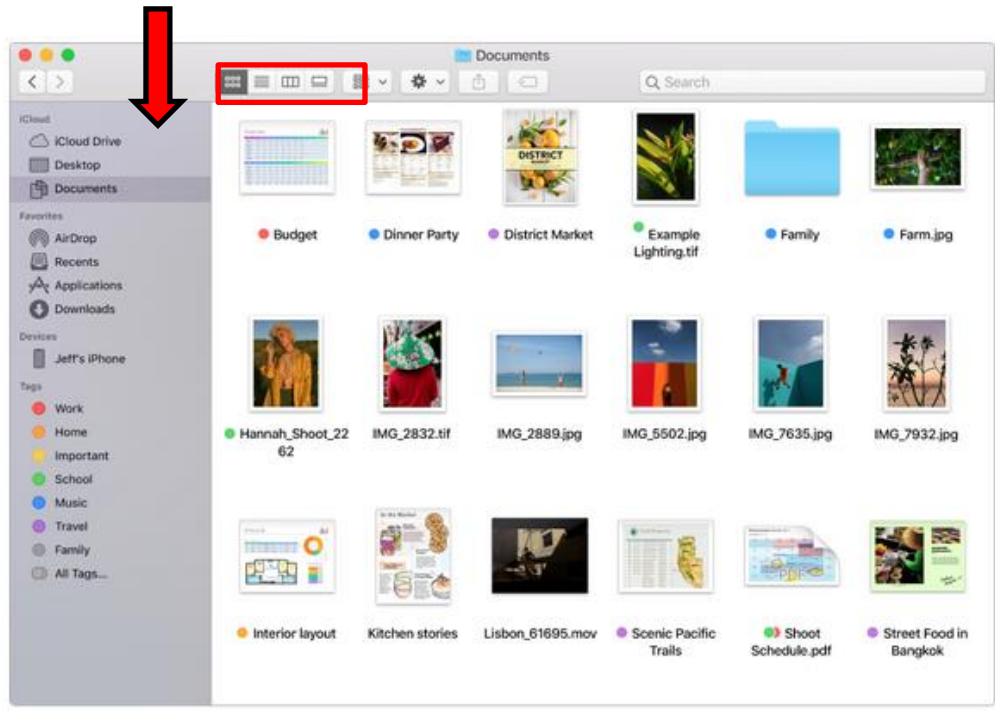 Documents
Search
iCloud
iCloud Drive
Desktop
Documents
Favorites
AirDrop
Recents
Applications
Downloads
Devices
Jeff's iPhone
Tags
Work
Home
Important
School
Music
Travel
Family
All Tags...
DISTRICT
Budget
Dinner Party
District Market
Example
Lighting.tif
Family
Farm.jpg
Hannah_Shoot_22
62
IMG_2832.tif
IMG_2889.jpg
IMG_5502.jpg
IMG_7635.jpg
IMG_7932.jpg
PDF
Interior layout
Kitchen stories
Lisbon_61695.mov
Scenic Pacific
Trails
Shoot
Schedule.pdf
Street Food in
Bangkok